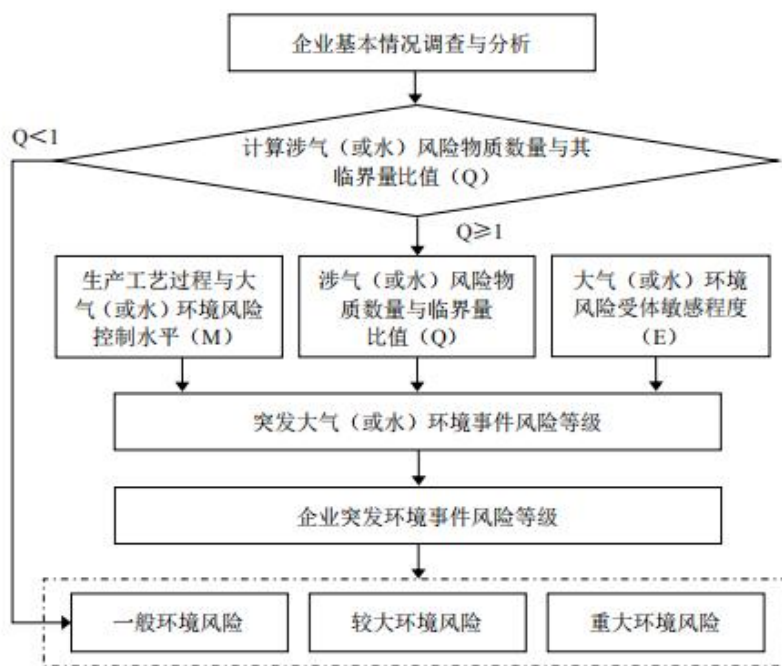 企业基本情况调查与分析
Q＜1
计算涉气（或水）风险物质数量与其
临界量比值（Q）
Q≥1
生产工艺过程与大
气（或水）环境风险
控制水平（M）
涉气（或水）风险物
质数量与临界量
比值（Q）
大气（或水）环境
风险受体敏感程度
（E）
突发大气（或水）环境事件风险等级
企业突发环境事件风险等级
一般环境风险
较大环境风险
重大环境风险